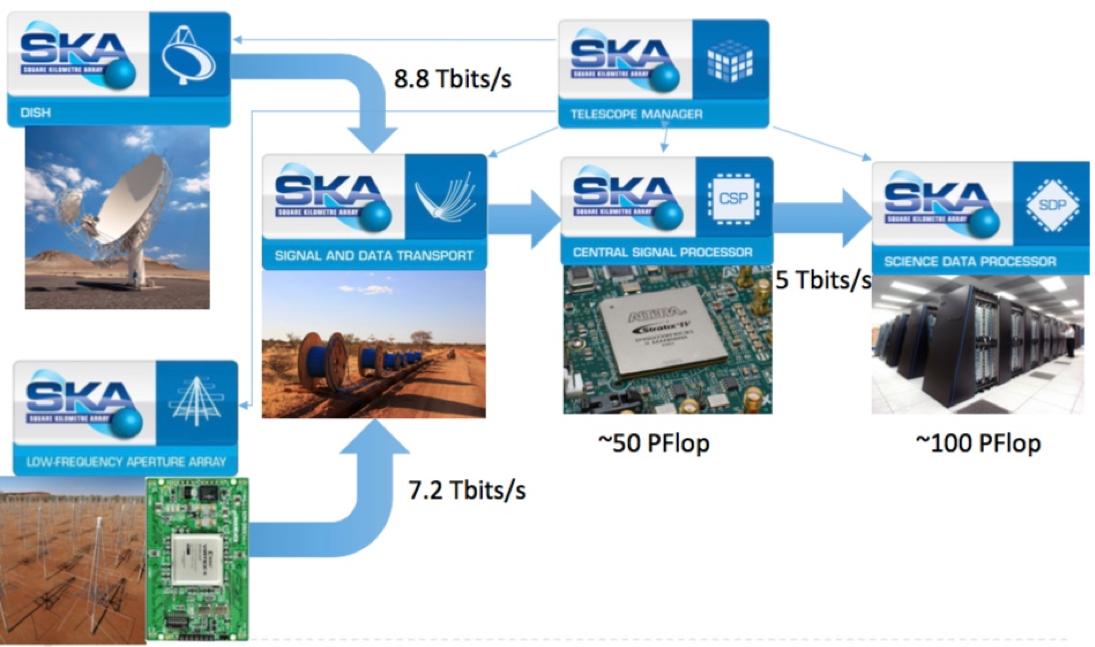 SKA
SQUARE KILOMETRE ARRAY
DISH
8.8 Tbits/s
SKA
SQUARE KILOMETRE ARRAY
TELESCOPE MANAGER
SKA
SQUARE KILOMETRE ARRAY
SIGNAL AND DATA TRANSPORT
SKA
SQUARE KILOMETRE ARRAY
CSP
CENTRAL SIGNAL PROCESSOR
5 Tbits/s
SKA
SQUARE KILOMETRE ARRAY
SDP
SCIENCE DATA PROCESSOR
ALTERA
Stratix IV
~50 PFlop
~100 PFlop
SKA
SQUARE KILOMETRE ARRAY
LOW-FREQUENCY APERTURE ARRAY
7.2 Tbits/s